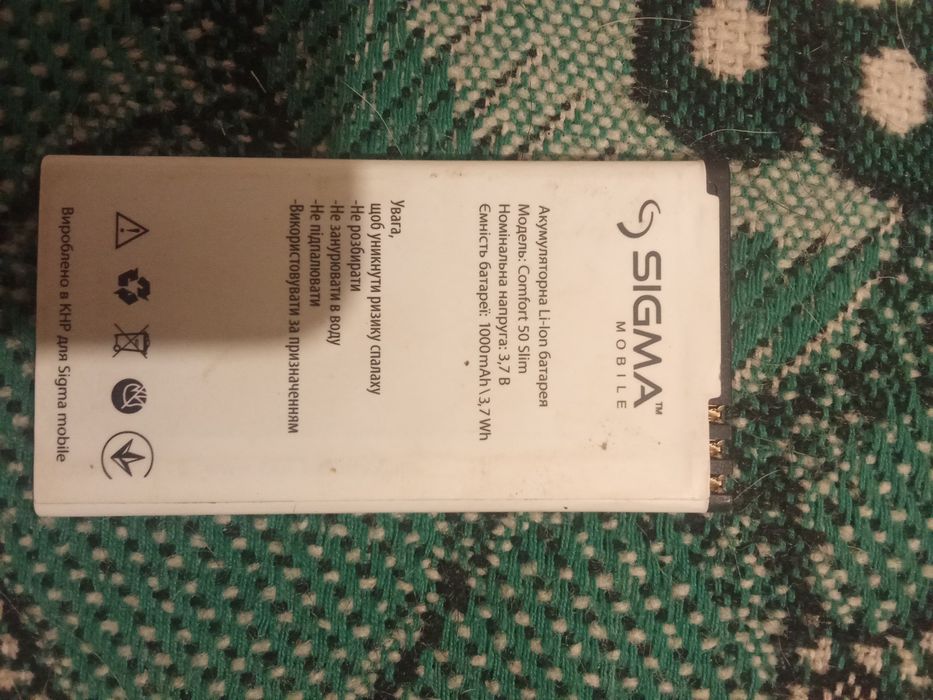 SIGMA™
MOBILE
Акумуляторна Li-Ion батарея
Модель: Comfort 50 Slim
Номінальна напруга: 3,7 В
Ємність батареї: 1000mAh\3,7 Wh
Увага,
щоб уникнути ризику спалаху
-Не розбирати
-Не занурювати в воду
-Не підпалювати
-Використовувати за призначенням
Вироблено в КНР для Sigma mobile